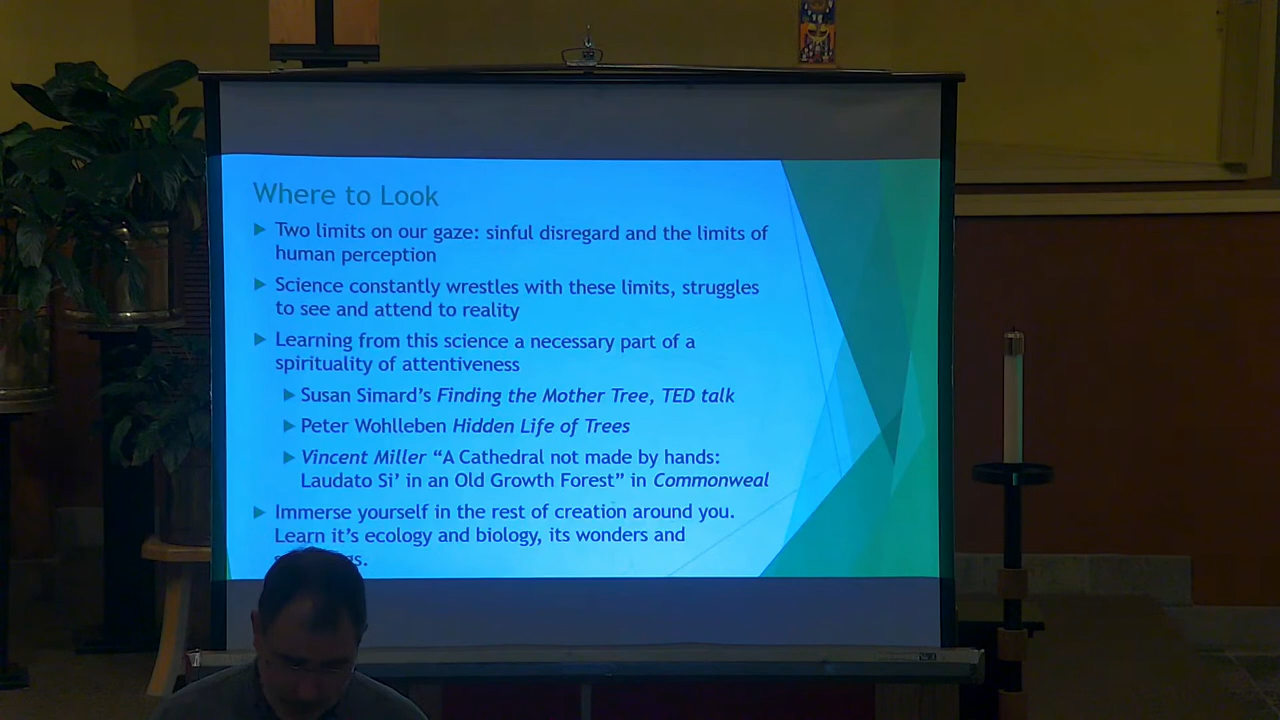 Where to Look
Two limits on our gaze: sinful disregard and the limits of
human perception
Science constantly wrestles with these limits, struggles
to see and attend to reality
Learning from this science a necessary part of a
spirituality of attentiveness
Susan Simard's Finding the Mother Tree, TED talk
Peter Wohlleben Hidden Life of Trees
Vincent Miller “A Cathedral not made by hands:
Laudato Si’ in an Old Growth Forest” in Commonweal
Immerse yourself in the rest of creation around you.
Learn it’s ecology and biology, its wonders and